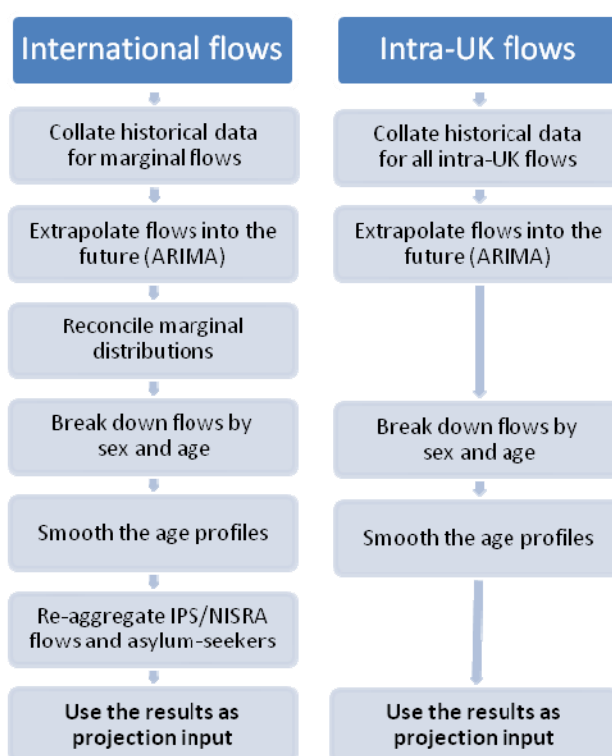 International flows
Collate historical data
for marginal flows
Extrapolate flows into the
future (ARIMA)
Reconcile marginal
distributions
Break down flows by
sex and age
Smooth the age profiles
Re-aggregate IPS/NISRA
flows and asylum-seekers
Use the results as
projection input
Intra-UK flows
Collate historical data
for all intra-UK flows
Extrapolate flows into the
future (ARIMA)
Break down flows by
sex and age
Smooth the age profiles
Use the results as
projection input